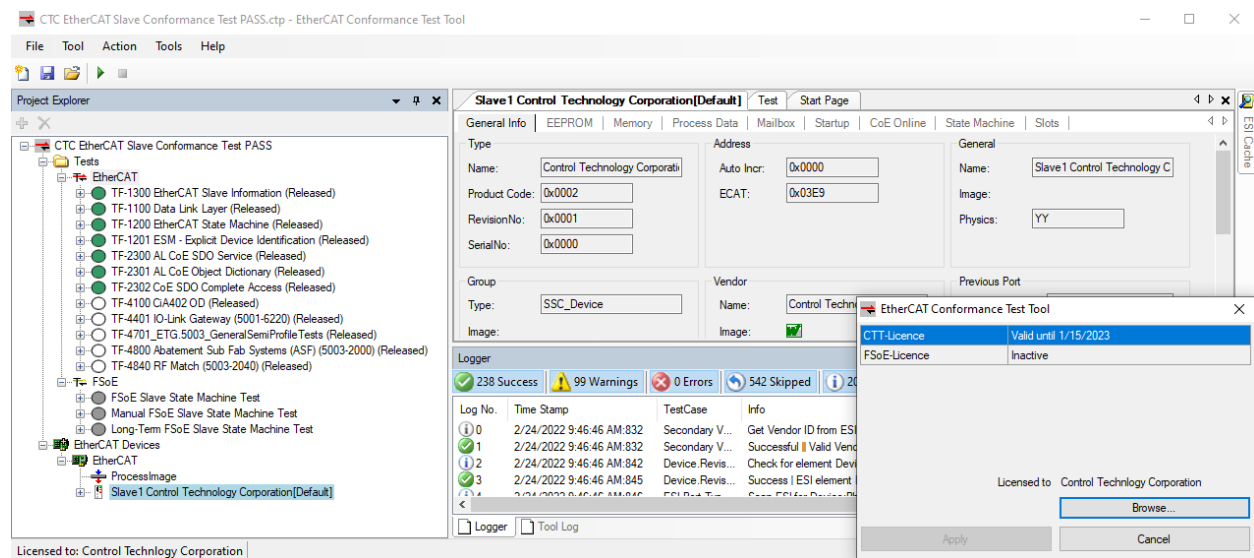 CTC EtherCAT Slave Conformance Test PASS.ctp - EtherCAT Conformance Test Tool
File Tool Action Tools Help
Project Explorer
CTC EtherCAT Slave Conformance Test PASS
Tests
EtherCAT
TF-1300 EtherCAT Slave Information (Released)
TF-1100 Data Link Layer (Released)
TF-1200 EtherCAT State Machine (Released)
TF-1201 ESM - Explicit Device Identification (Released)
TF-2300 AL CoE SDO Service (Released)
TF-2301 AL CoE Object Dictionary (Released)
TF-2302 CoE SDO Complete Access (Released)
TF-4100 CiA402 OD (Released)
TF-4401 IO-Link Gateway (5001-6220) (Released)
TF-4701_ETG.5003_GeneralSemiProfileTests (Released)
TF-4800 Abatement Sub Fab Systems (ASF) (5003-2000) (Released)
TF-4840 RF Match (5003-2040) (Released)
FSoE
FSoE Slave State Machine Test
Manual FSoE Slave State Machine Test
Long-Term FSoE Slave State Machine Test
EtherCAT Devices
EtherCAT
ProcessImage
Slave1 Control Technology Corporation[Default]
Licensed to: Control Technlogy Corporation
Slave1 Control Technology Corporation[Default] Test Start Page
General Info EEPROM Memory Process Data Mailbox Startup CoE Online State Machine Slots
Type Address General
Name: Control Technology Corporati Auto Incr: 0x0000 Name: Slave1 Control Technology C
Product Code: 0x0002 ECAT: 0x03E9 Image:
RevisionNo: 0x0001 Physics: YY
SerialNo: 0x0000
Group Vendor Previous Port
Type: SSC_Device Name: Control Techn
Image: Image:
ESI Cache
Logger
238 Success 99 Warnings 0 Errors 542 Skipped 20
Log No. Time Stamp TestCase Info
0 2/24/2022 9:46:46 AM:832 Secondary V... Get Vendor ID from ESI
1 2/24/2022 9:46:46 AM:832 Secondary V... Successful | Valid Vend
2 2/24/2022 9:46:46 AM:842 Device.Revis... Check for element Devi
3 2/24/2022 9:46:46 AM:845 Device.Revis... Success | ESI element
Logger Tool Log
EtherCAT Conformance Test Tool
CTT-Licence Valid until 1/15/2023
FSoE-Licence Inactive
Licensed to Control Technlogy Corporation
Browse...
Apply Cancel